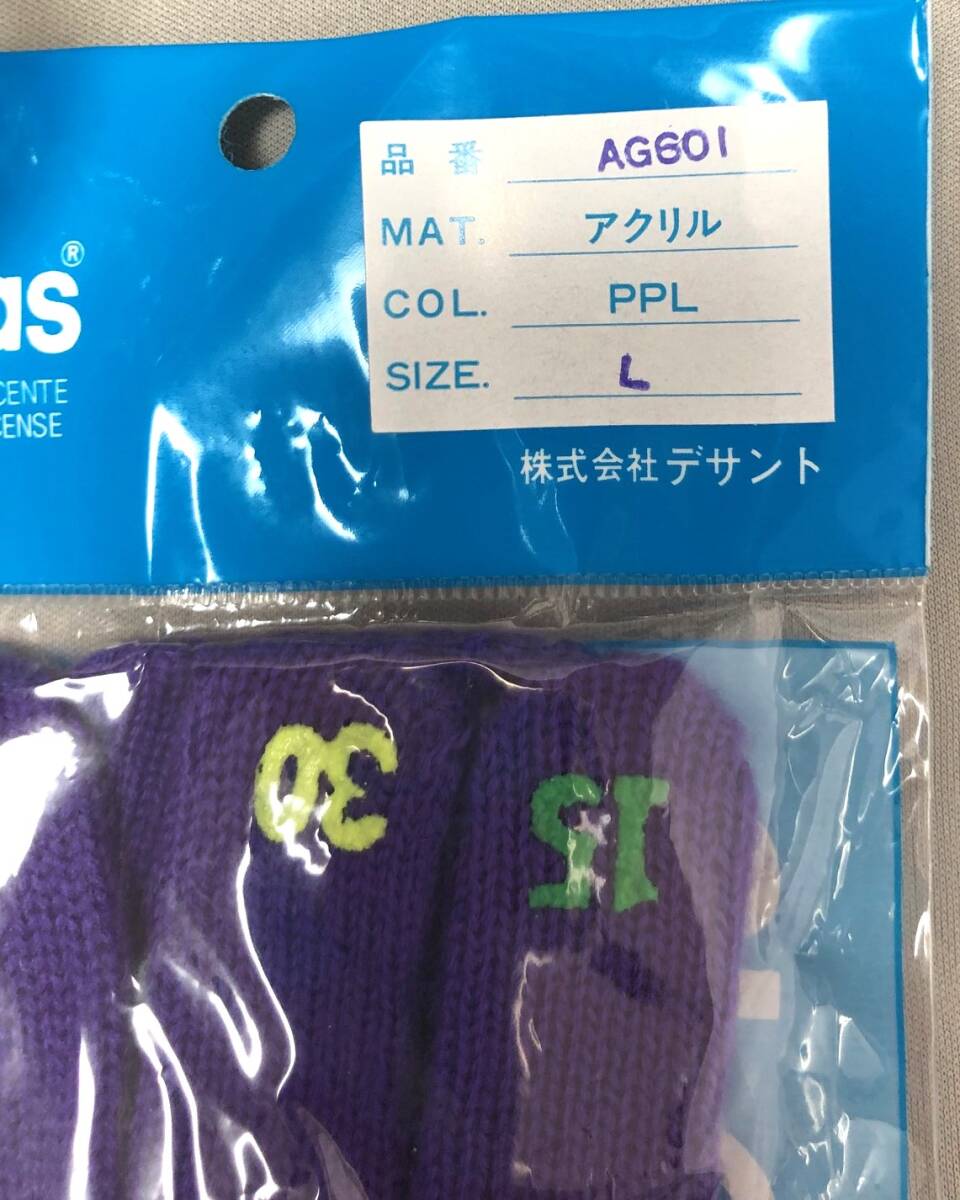 品番 AG601
MAT. アクリル
COL. PPL
SIZE. L
as®
CENTE
CENSE
株式会社デサント
30
15